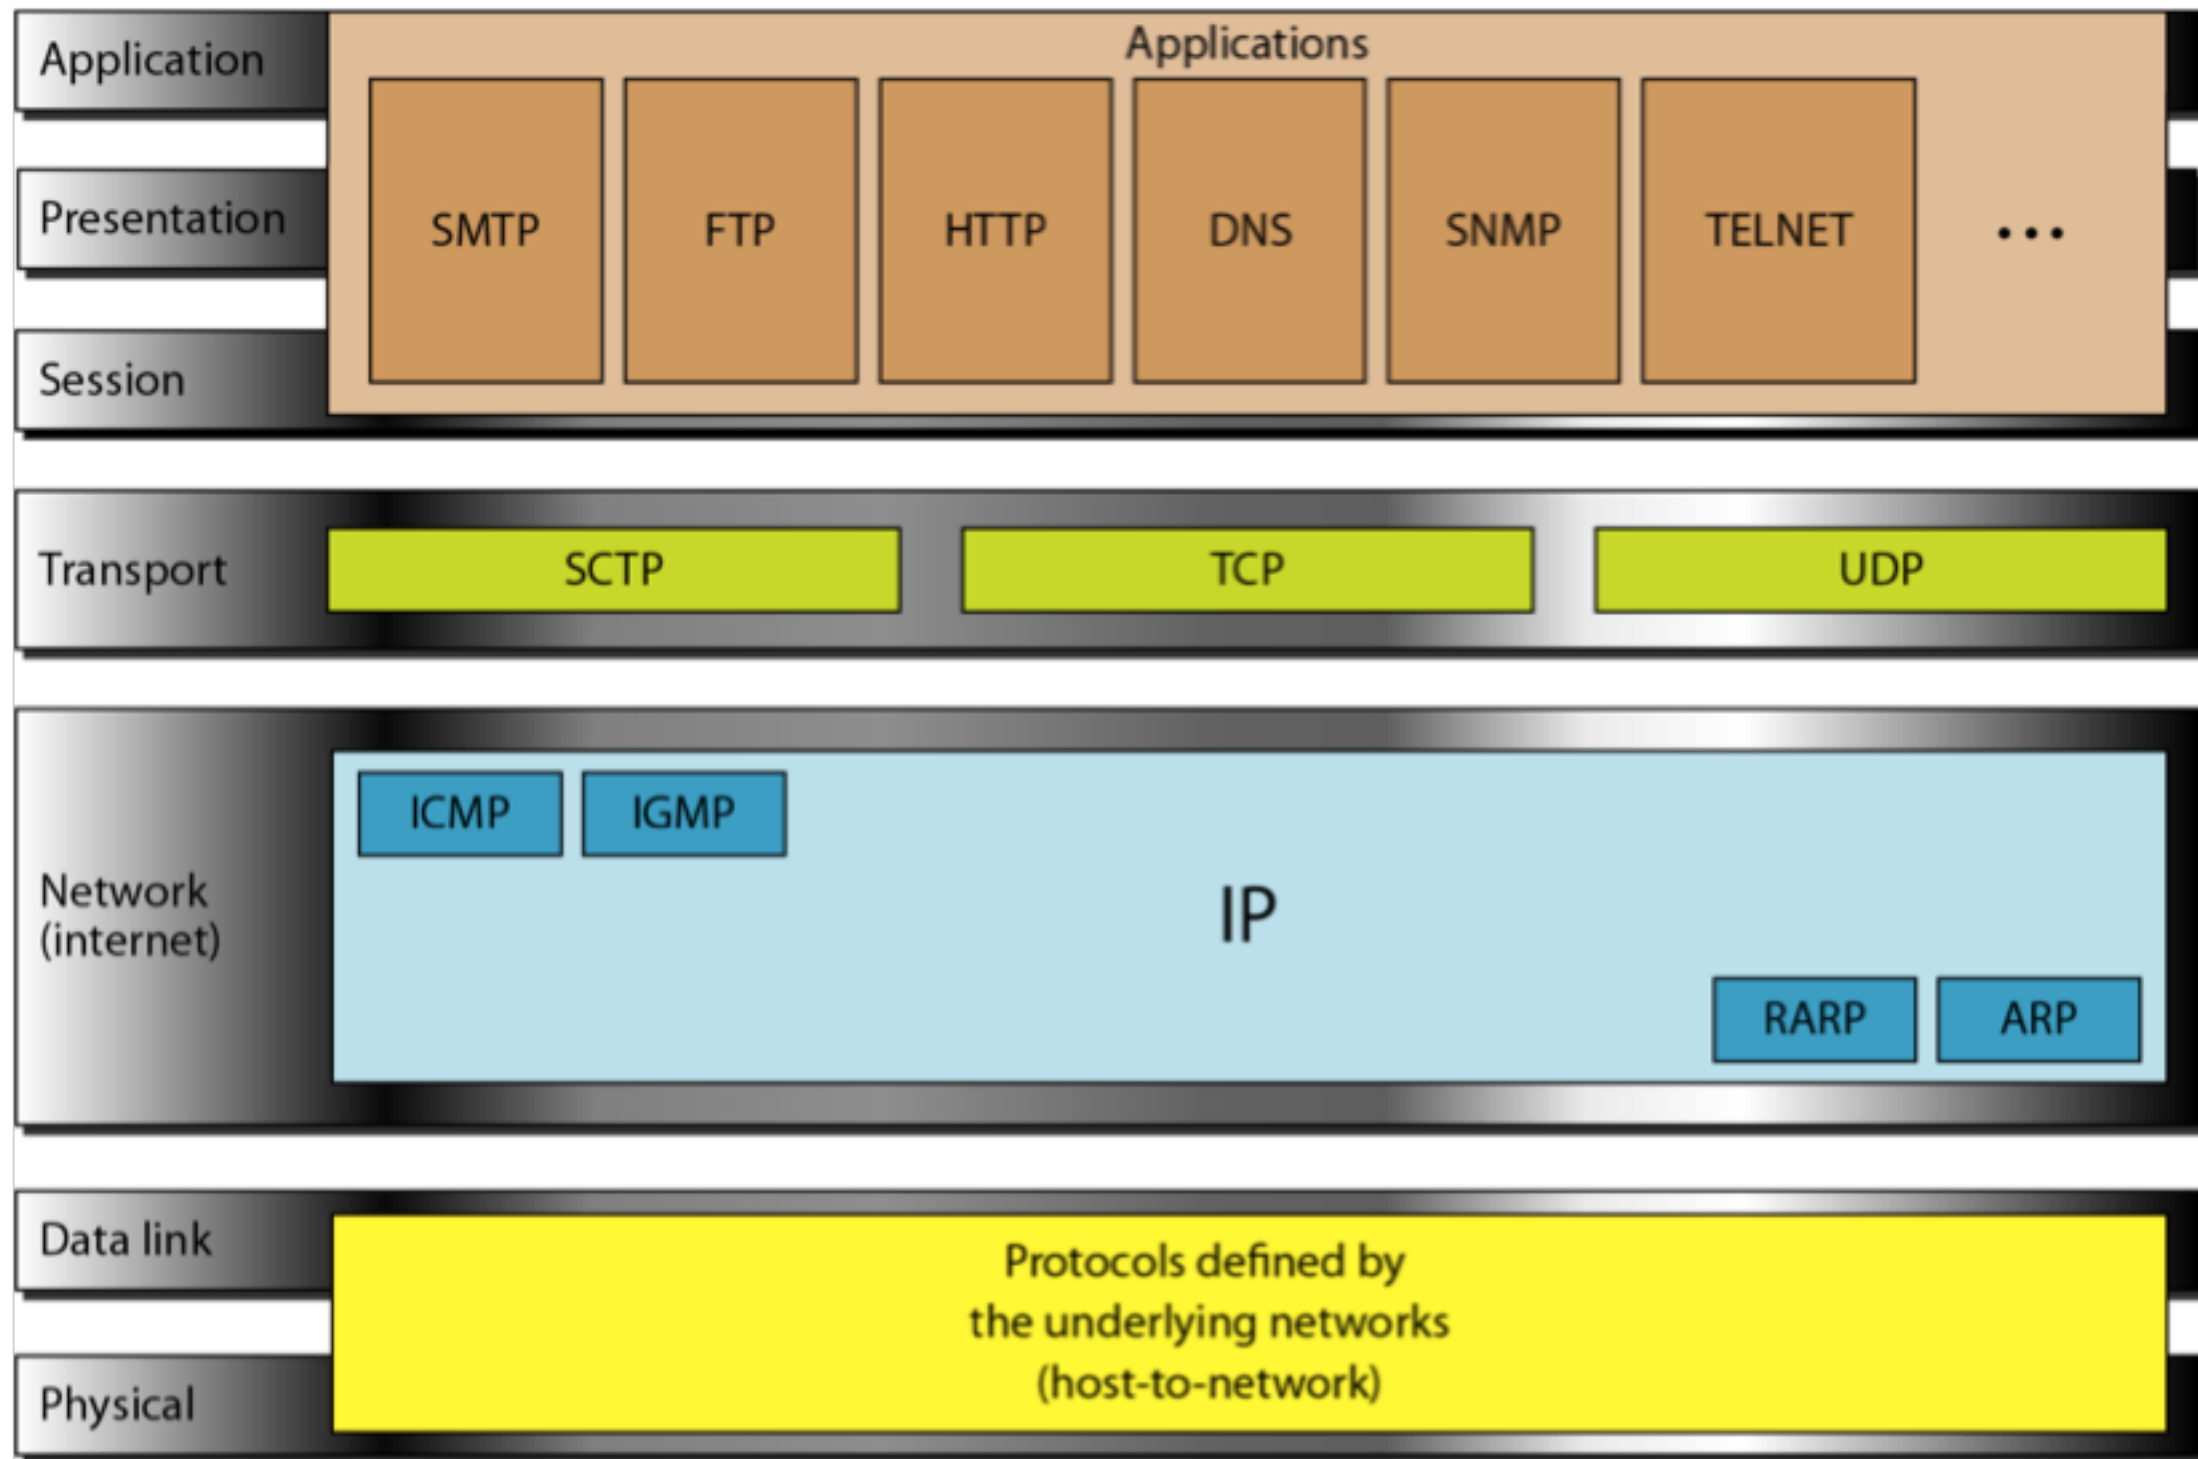 Application
Applications
Presentation
SMTP
FTP
HTTP
DNS
SNMP
TELNET
...
Session
Transport
SCTP
TCP
UDP
ICMP
IGMP
Network
(internet)
IP
RARP
ARP
Data link
Protocols defined by
the underlying networks
(host-to-network)
Physical